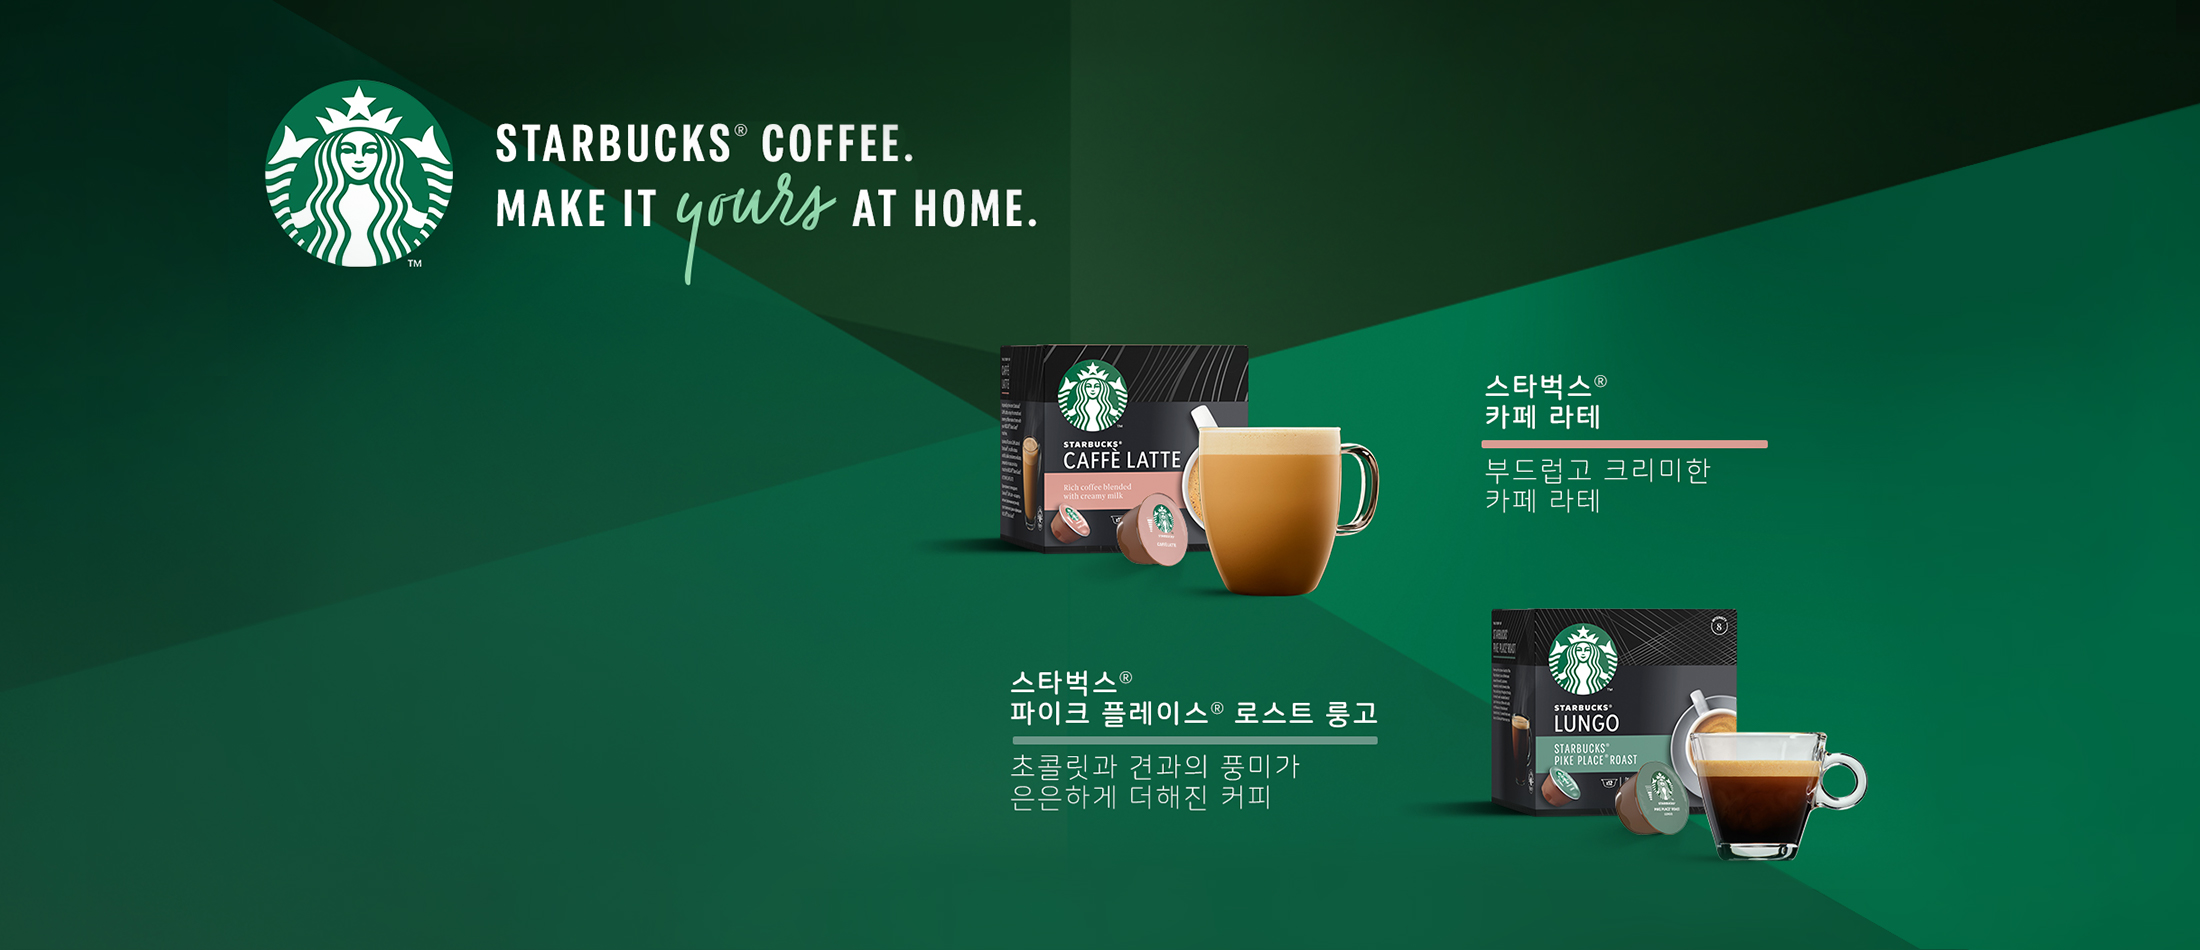 STARBUCKS® COFFEE.
MAKE IT yours AT HOME.
TM
STARBUCKS®
CAFFÈ LATTE
Rich coffee blended
with creamy milk
스타벅스®
카페 라테
부드럽고 크리미한
카페 라테
스타벅스®
파이크 플레이스® 로스트 룽고
초콜릿과 견과의 풍미가
은은하게 더해진 커피
8
STARBUCKS®
LUNGO
STARBUCKS®
PIKE PLACE® ROAST